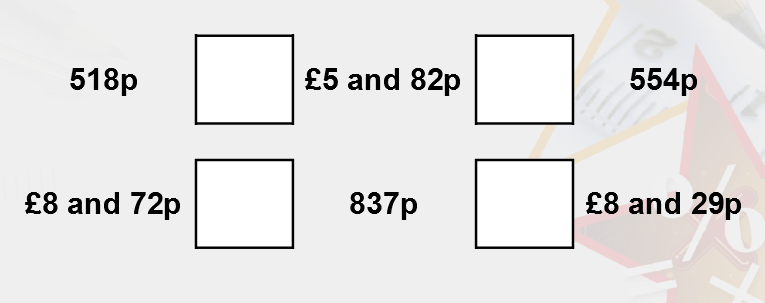 518p £5 and 82p 554p
£8 and 72p 837p £8 and 29p